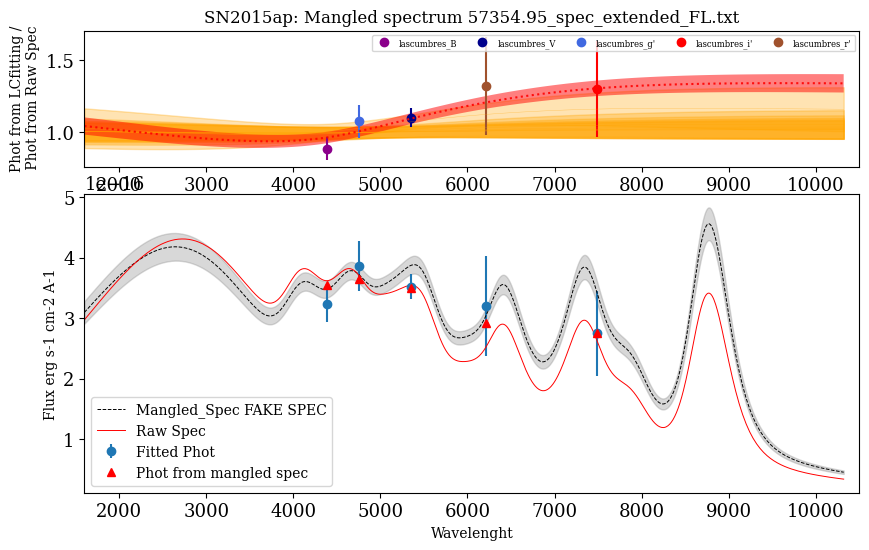 SN2015ap: Mangled spectrum 57354.95_spec_extended_FL.txt
Phot from LCfitting /
Phot from Raw Spec
lascumbres_B lascumbres_V lascumbres_g' lascumbres_i' lascumbres_r'
1.5
1.0
2000 3000 4000 5000 6000 7000 8000 9000 10000
1e−16
Flux erg s-1 cm-2 A-1
5
4
3
2
1
Mangled_Spec FAKE SPEC
Raw Spec
Fitted Phot
Phot from mangled spec
2000 3000 4000 5000 6000 7000 8000 9000 10000
Wavelenght